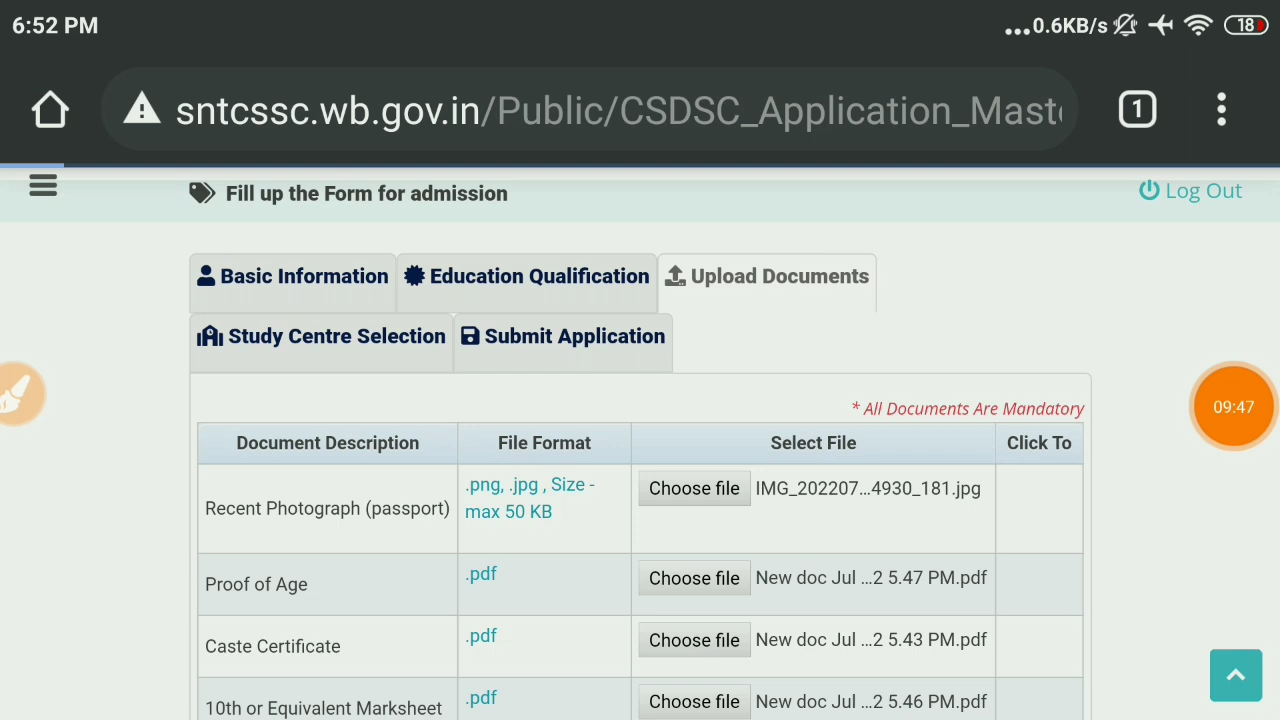 6:52 PM
...0.6KB/s 18
sntcssc.wb.gov.in/Public/CSDSC_Application_Mast
1
Fill up the Form for admission
Log Out
Basic Information Education Qualification Upload Documents
Study Centre Selection Submit Application
* All Documents Are Mandatory
Document Description File Format Select File Click To
Recent Photograph (passport) .png, .jpg , Size - max 50 KB Choose file IMG_202207...4930_181.jpg
Proof of Age .pdf Choose file New doc Jul ...2 5.47 PM.pdf
Caste Certificate .pdf Choose file New doc Jul ...2 5.43 PM.pdf
10th or Equivalent Marksheet .pdf Choose file New doc Jul ...2 5.46 PM.pdf
09:47